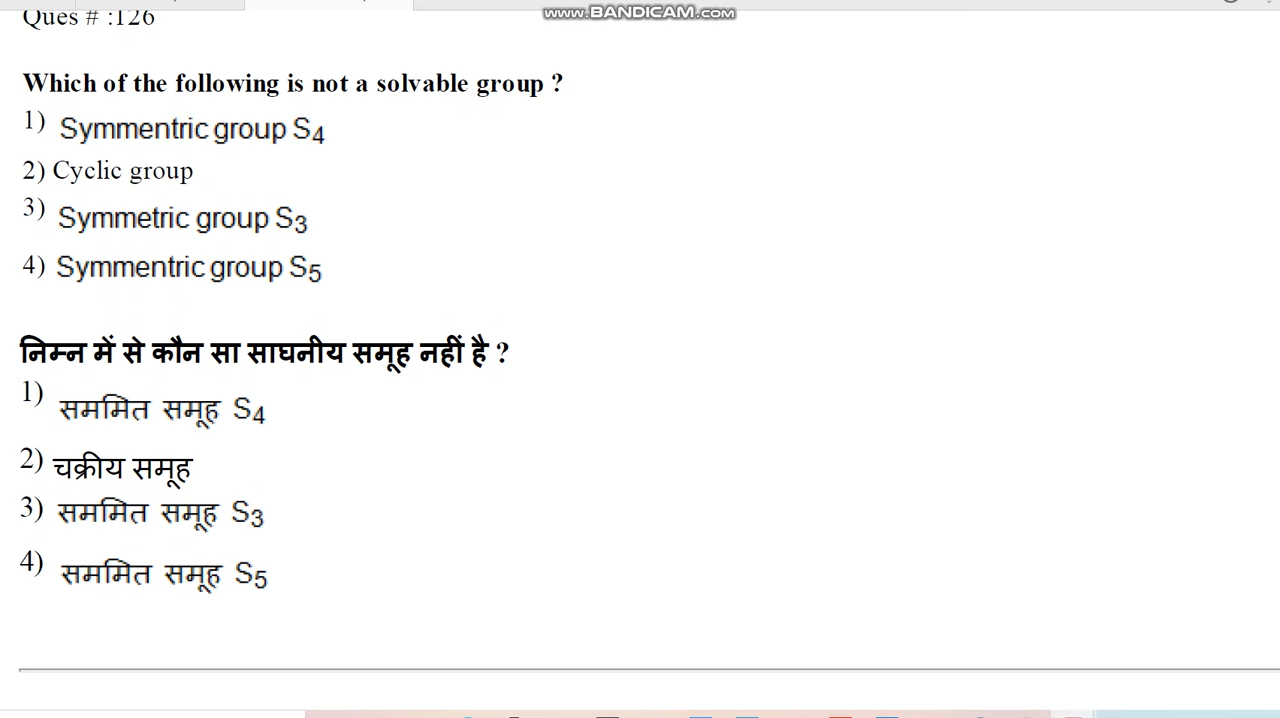 www.BANDICAM.com
Ques # :126
Which of the following is not a solvable group ?
1) Symmentric group S4
2) Cyclic group
3) Symmetric group S3
4) Symmentric group S5
निम्न में से कौन सा साघनीय समूह नहीं है ?
1) सममित समूह S4
2) चक्रीय समूह
3) सममित समूह S3
4) सममित समूह S5